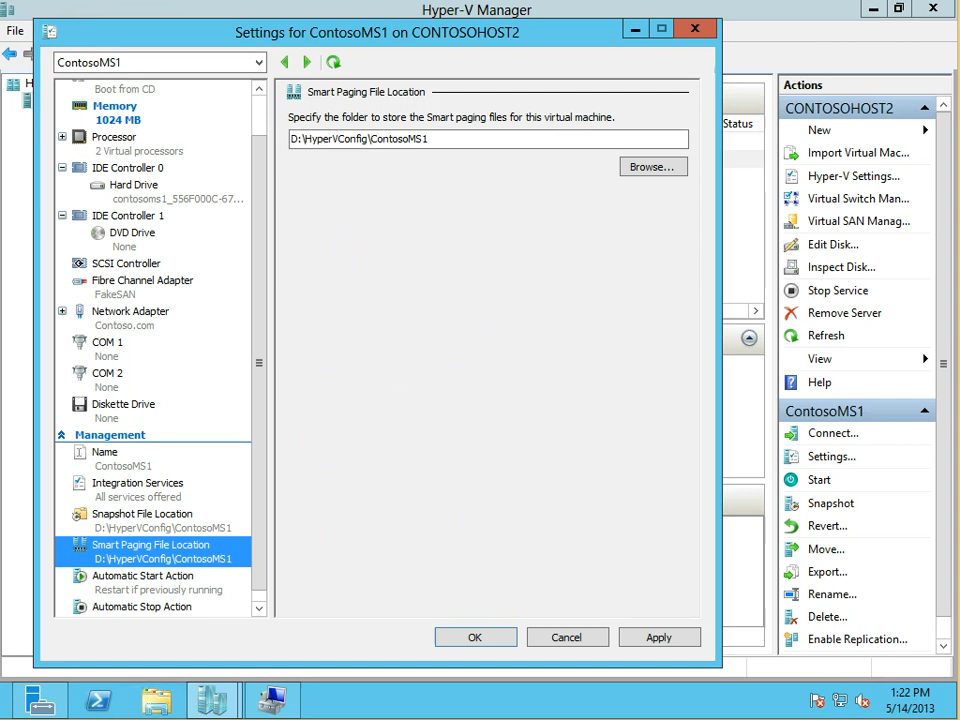 Hyper-V Manager
File
H
Settings for ContosoMS1 on CONTOSOHOST2
ContosoMS1
Boot from CD
Memory
1024 MB
Processor
2 Virtual processors
IDE Controller 0
Hard Drive
contosoms1_556F000C-67...
IDE Controller 1
DVD Drive
None
SCSI Controller
Fibre Channel Adapter
FakeSAN
Network Adapter
Contoso.com
COM 1
None
COM 2
None
Diskette Drive
None
Management
Name
ContosoMS1
Integration Services
All services offered
Snapshot File Location
D:\HyperVConfig\ContosoMS1
Smart Paging File Location
D:\HyperVConfig\ContosoMS1
Automatic Start Action
Restart if previously running
Automatic Stop Action
Smart Paging File Location
Specify the folder to store the Smart paging files for this virtual machine.
D:\HyperVConfig\ContosoMS1
Browse...
OK
Cancel
Apply
Status
Actions
CONTOSOHOST2
New
Import Virtual Mac...
Hyper-V Settings...
Virtual Switch Man...
Virtual SAN Manag...
Edit Disk...
Inspect Disk...
Stop Service
Remove Server
Refresh
View
Help
ContosoMS1
Connect...
Settings...
Start
Snapshot
Revert...
Move...
Export...
Rename...
Delete...
Enable Replication...
1:22 PM
5/14/2013